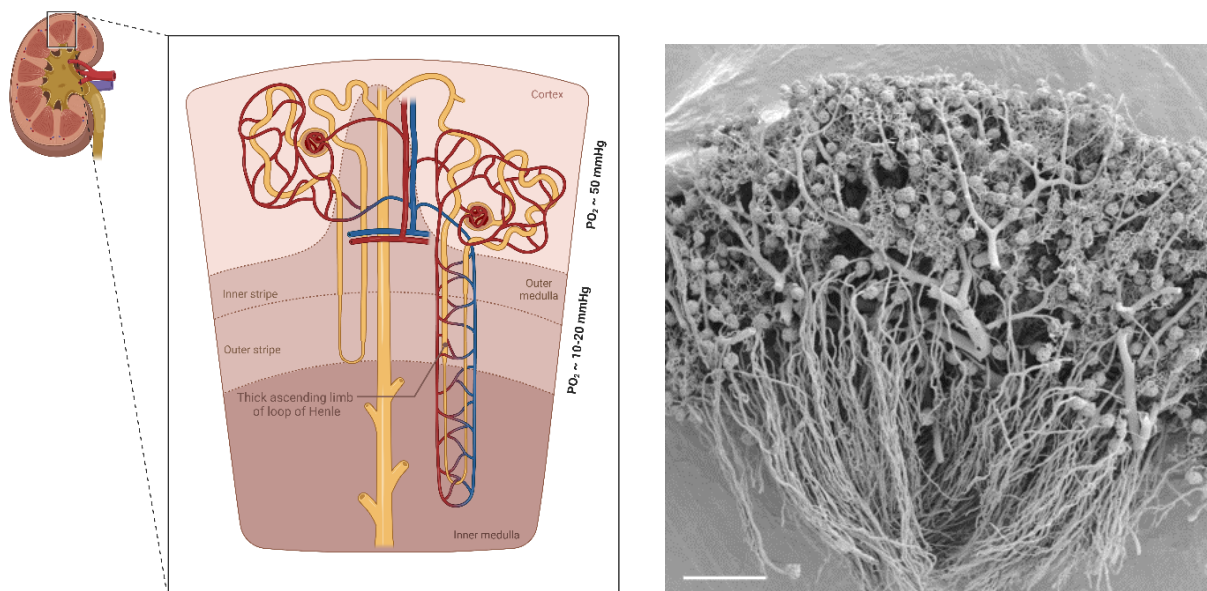 Cortex
PO₂ ~ 50 mmHg
Inner stripe
Outer
medulla
Outer stripe
PO₂ ~ 10-20 mmHg
Thick ascending limb
of loop of Henle
Inner medulla